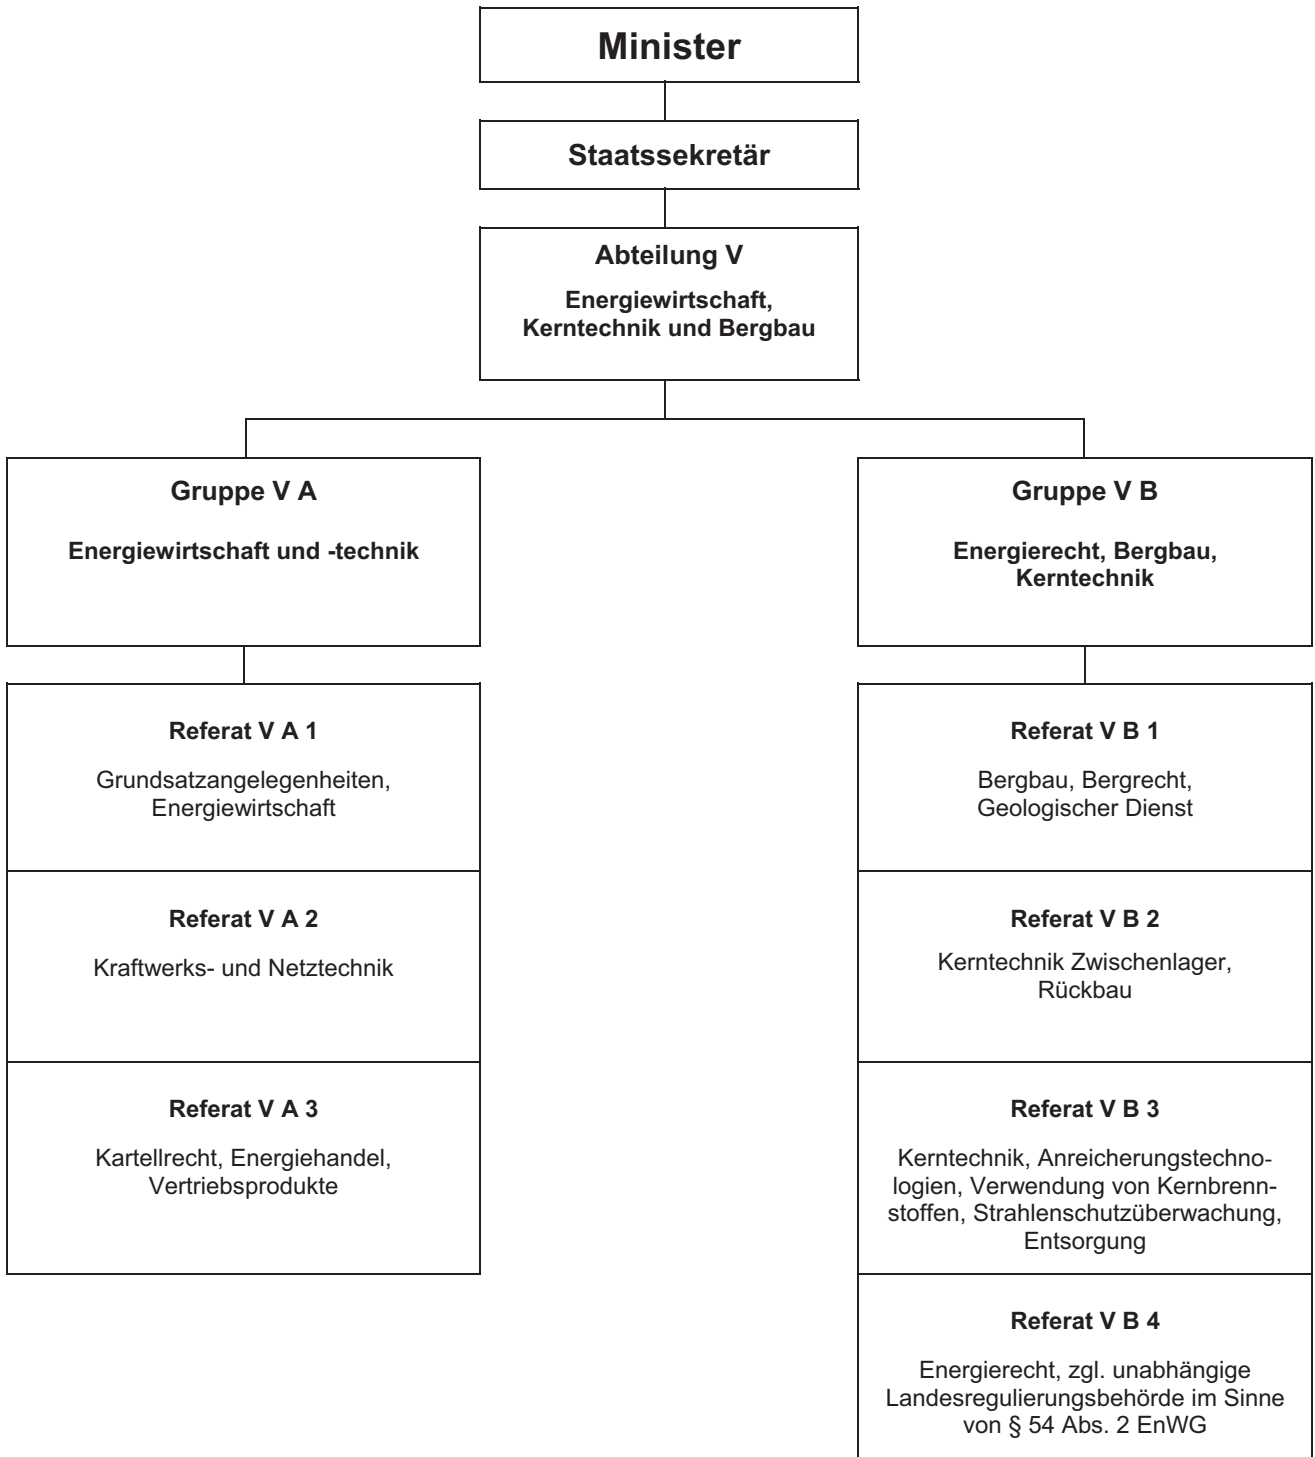 Minister
Staatssekretär
Abteilung V
Energiewirtschaft,
Kerntechnik und Bergbau
Gruppe V A
Energiewirtschaft und -technik
Referat V A 1
Grundsatzangelegenheiten,
Energiewirtschaft
Referat V A 2
Kraftwerks- und Netztechnik
Referat V A 3
Kartellrecht, Energiehandel,
Vertriebsprodukte
Gruppe V B
Energierecht, Bergbau,
Kerntechnik
Referat V B 1
Bergbau, Bergrecht,
Geologischer Dienst
Referat V B 2
Kerntechnik Zwischenlager,
Rückbau
Referat V B 3
Kerntechnik, Anreicherungstechno-
logien, Verwendung von Kernbrenn-
stoffen, Strahlenschutzüberwachung,
Entsorgung
Referat V B 4
Energierecht, zgl. unabhängige
Landesregulierungsbehörde im Sinne
von § 54 Abs. 2 EnWG